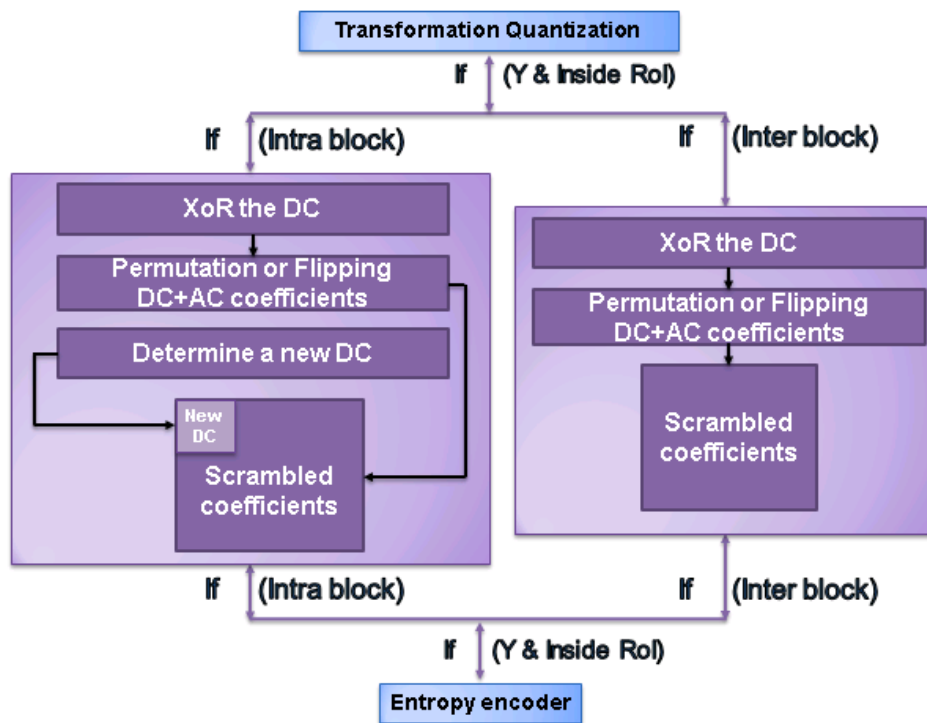 Transformation Quantization
If (Y & Inside RoI)
If (Intra block)
If (Inter block)
XoR the DC
Permutation or Flipping
DC+AC coefficients
Determine a new DC
New
DC
Scrambled
coefficients
XoR the DC
Permutation or Flipping
DC+AC coefficients
Scrambled
coefficients
If (Intra block)
If (Inter block)
If (Y & Inside RoI)
Entropy encoder